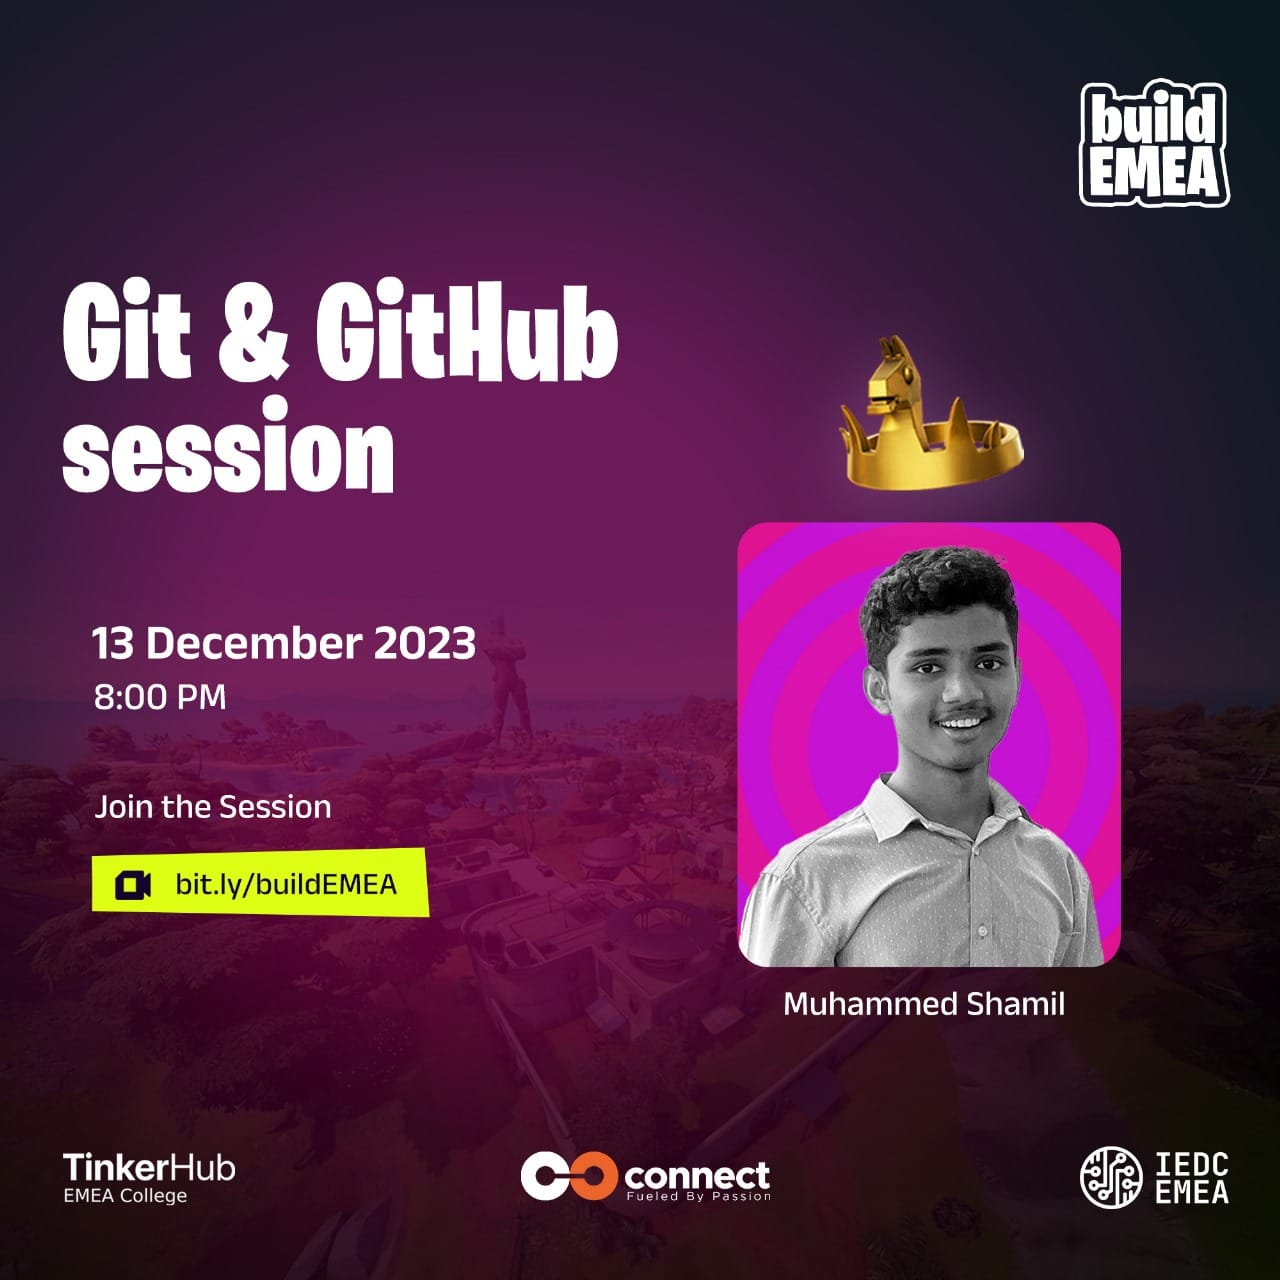 build
EMEA
Git & GitHub
session
13 December 2023
8:00 PM
Join the Session
bit.ly/buildEMEA
Muhammed Shamil
TinkerHub
EMEA College
connect
Fueled By Passion
IEDC
EMEA